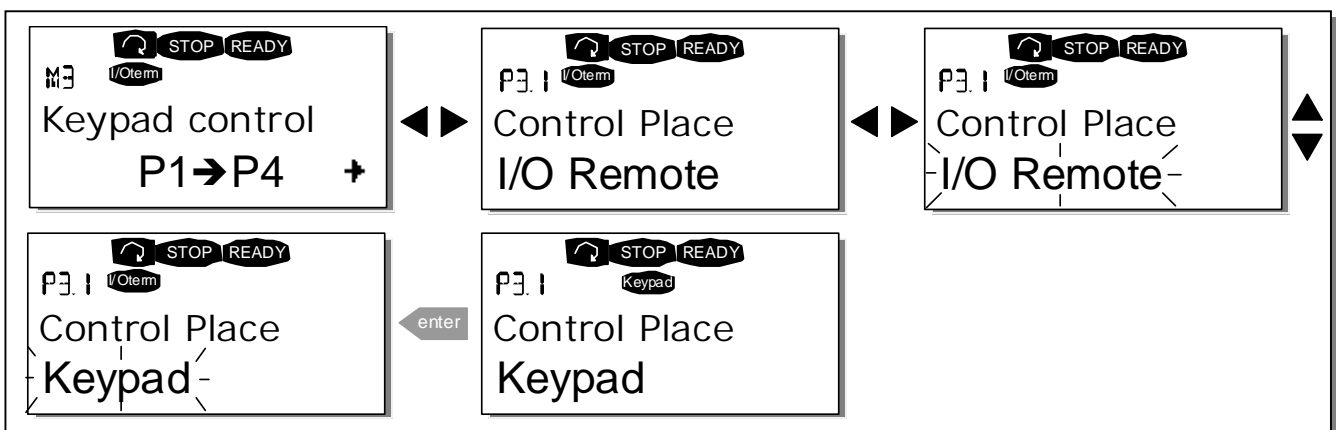 STOP READY
M3 I/Oterm
Keypad control
P1➔P4
STOP READY
P3.1 I/Oterm
Control Place
I/O Remote
STOP READY
P3.1 I/Oterm
Control Place
I/O Remote
STOP READY
P3.1 I/Oterm
Control Place
Keypad
enter
STOP READY
P3.1 Keypad
Control Place
Keypad